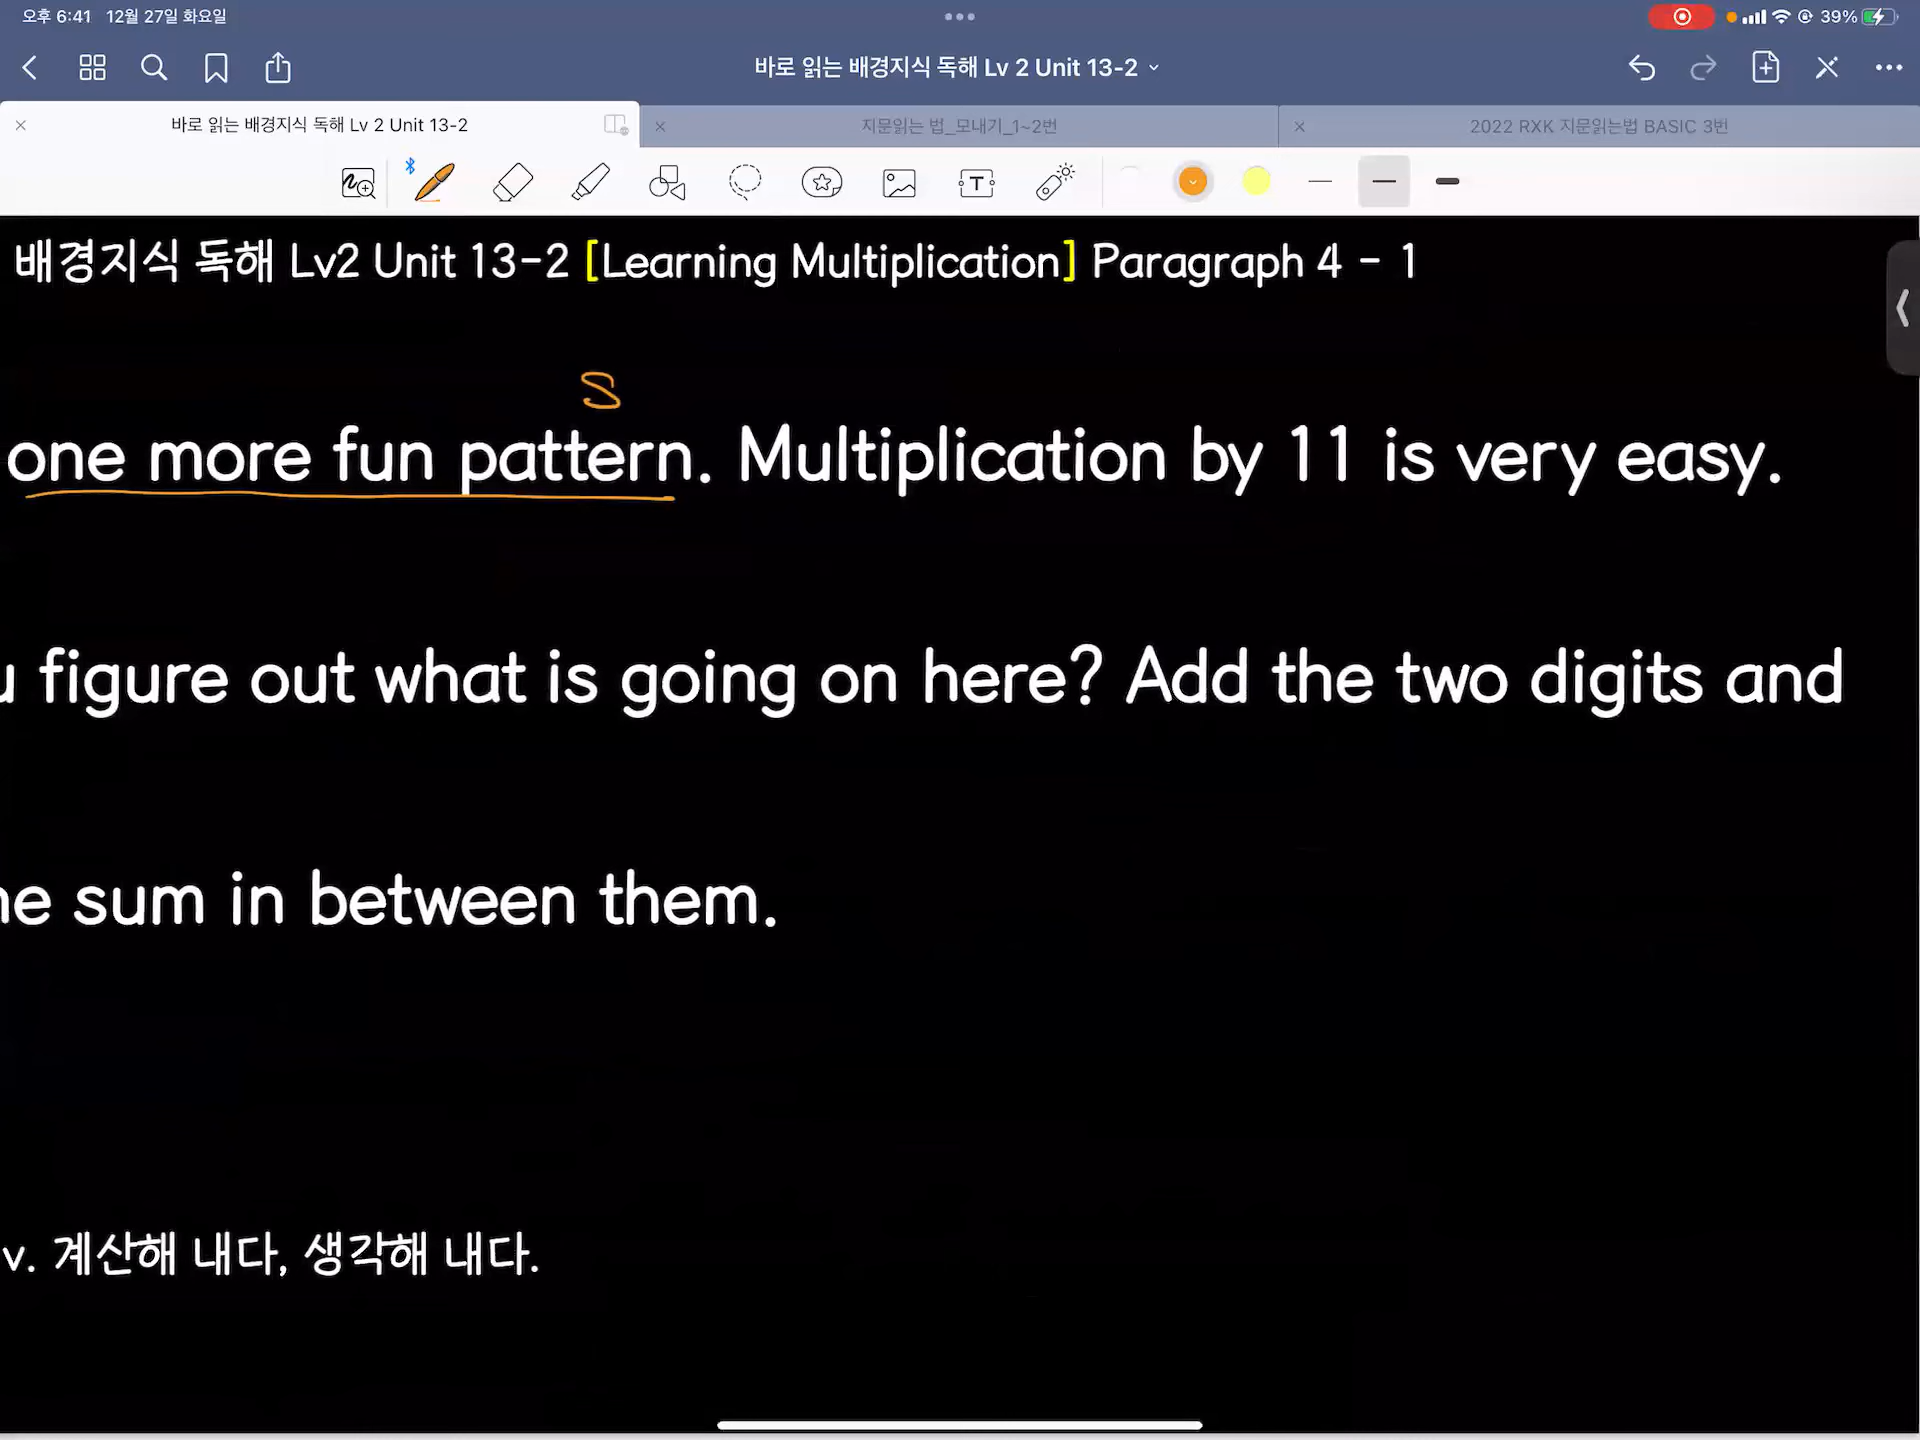 오후 6:41 12월 27일 화요일 39%
바로 읽는 배경지식 독해 Lv 2 Unit 13-2
바로 읽는 배경지식 독해 Lv 2 Unit 13-2 지문읽는 법_모내기_1~2번 2022 RXK 지문읽는법 BASIC 3번
배경지식 독해 Lv2 Unit 13-2 [Learning Multiplication] Paragraph 4 - 1
S
one more fun pattern. Multiplication by 11 is very easy.
figure out what is going on here? Add the two digits and
sum in between them.
v. 계산해 내다, 생각해 내다.